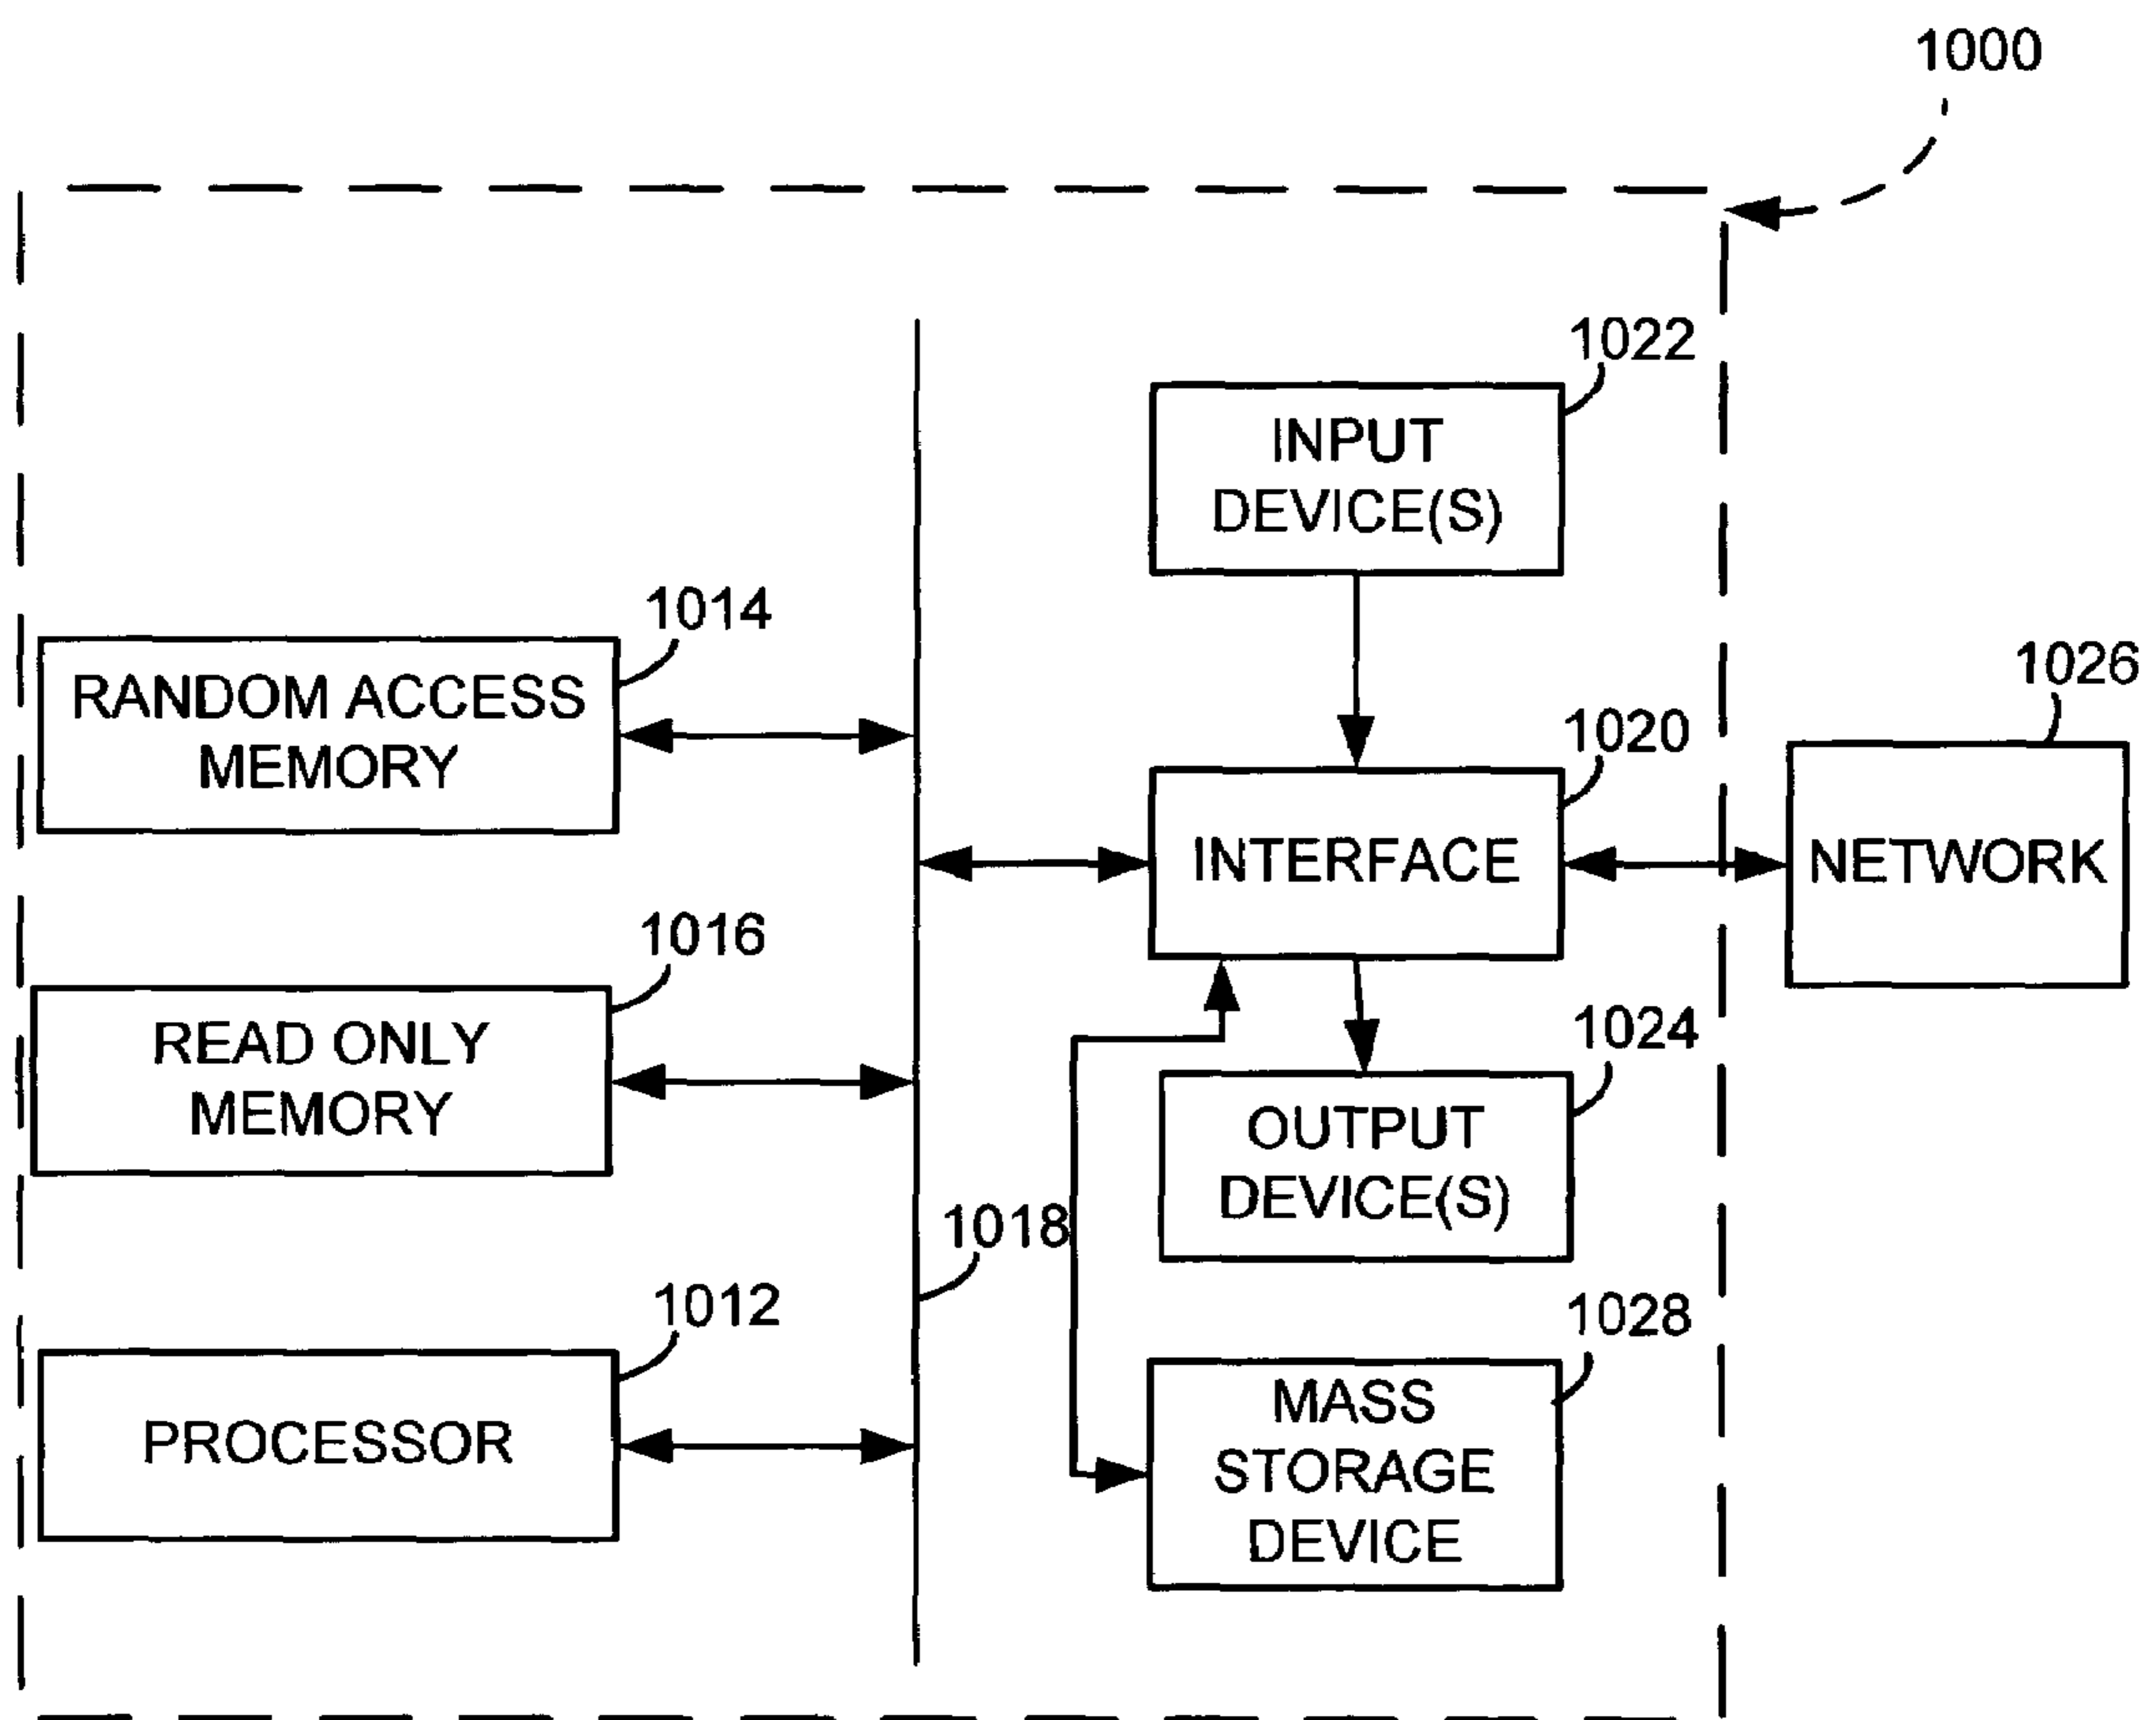 1000
1022
INPUT
DEVICE(S)
1014
RANDOM ACCESS
MEMORY
1026
1020
INTERFACE
NETWORK
1016
READ ONLY
MEMORY
1024
OUTPUT
DEVICE(S)
1018
1012
PROCESSOR
1028
MASS
STORAGE
DEVICE